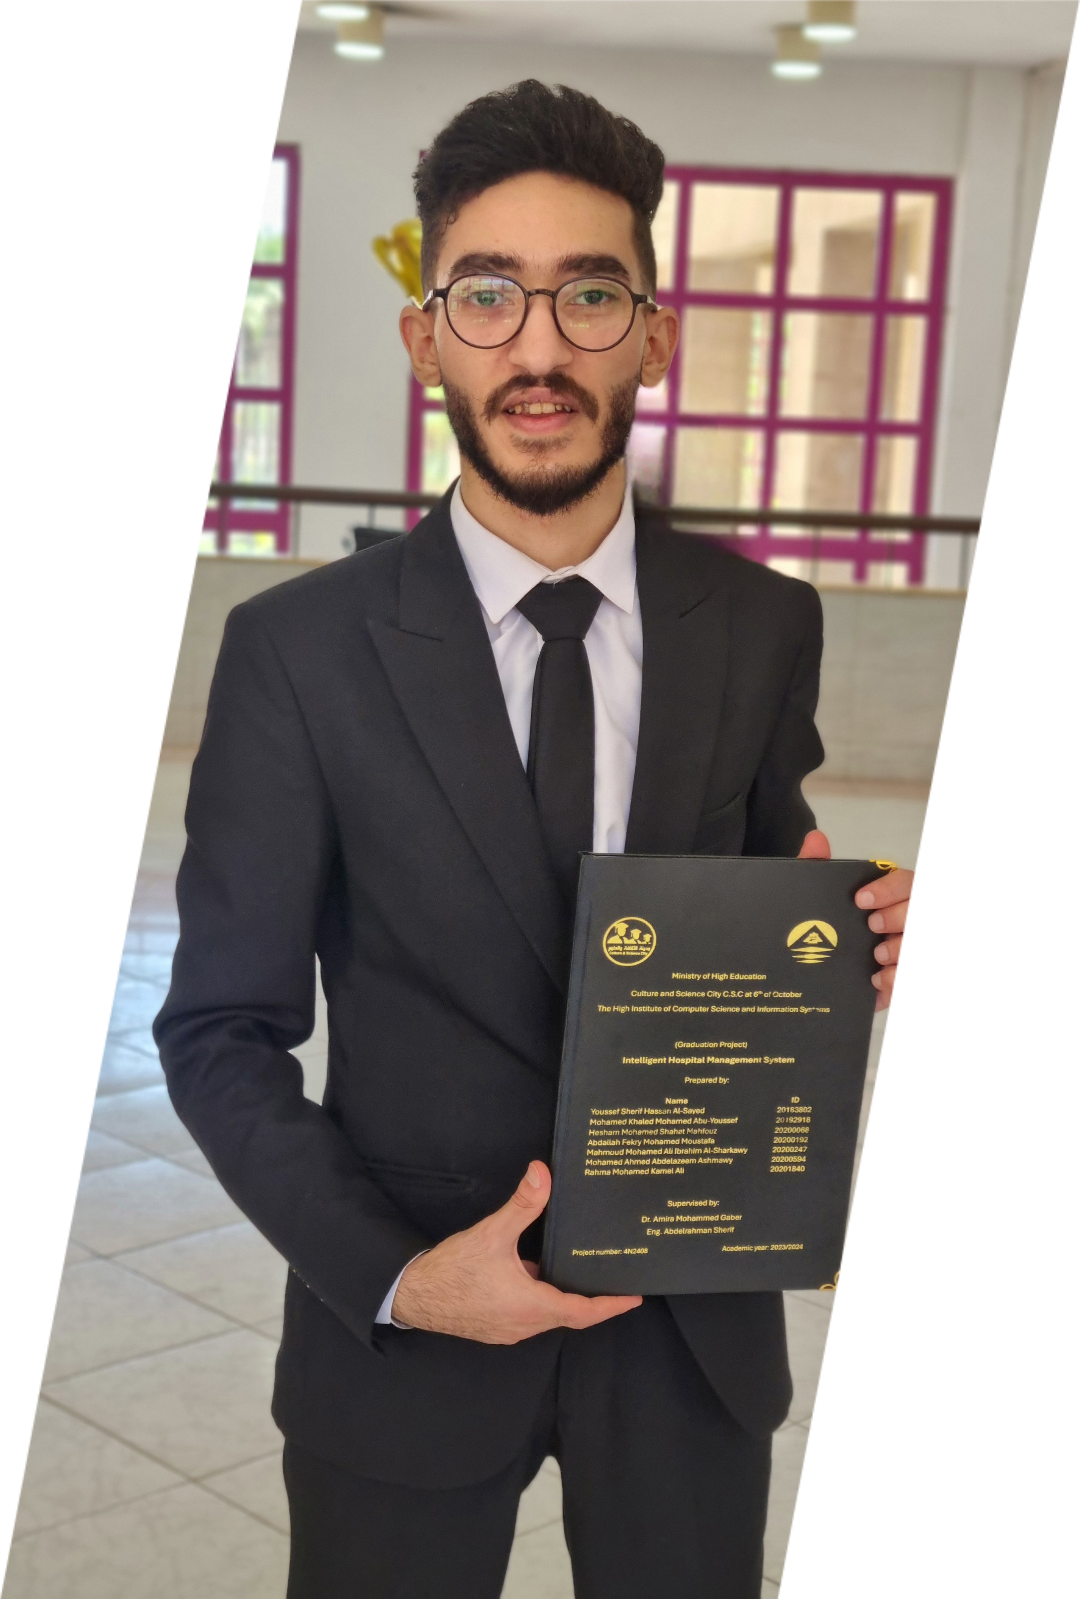 Culture & Science City
Ministry of High Education
Culture and Science City C.S.C at 6th of October
The High Institute of Computer Science and Information Systems
(Graduation Project)
Intelligent Hospital Management System
Prepared by:
Name ID
Youssef Sherif Hassan Al-Sayed 20183802
Mohamed Khaled Mohamed Abu-Youssef 20192918
Hesham Mohamed Shahat Mahfouz 20200068
Abdallah Fekry Mohamed Moustafa 20200192
Mahmoud Mohamed Ali Ibrahim Al-Sharkawy 20200247
Mohamed Ahmed Abdelazeem Ashmawy 20200594
Rahma Mohamed Kamel Ali 20201840
Supervised by:
Dr. Amira Mohammed Gaber
Eng. Abdelrahman Sherif
Project number: 4N2408 Academic year: 2023/2024